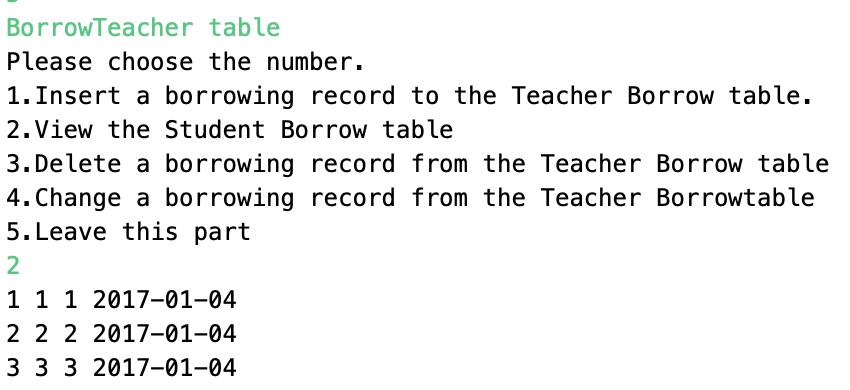 BorrowTeacher table
Please choose the number.
1.Insert a borrowing record to the Teacher Borrow table.
2.View the Student Borrow table
3.Delete a borrowing record from the Teacher Borrow table
4.Change a borrowing record from the Teacher Borrowtable
5.Leave this part
2
1 1 1 2017-01-04
2 2 2 2017-01-04
3 3 3 2017-01-04